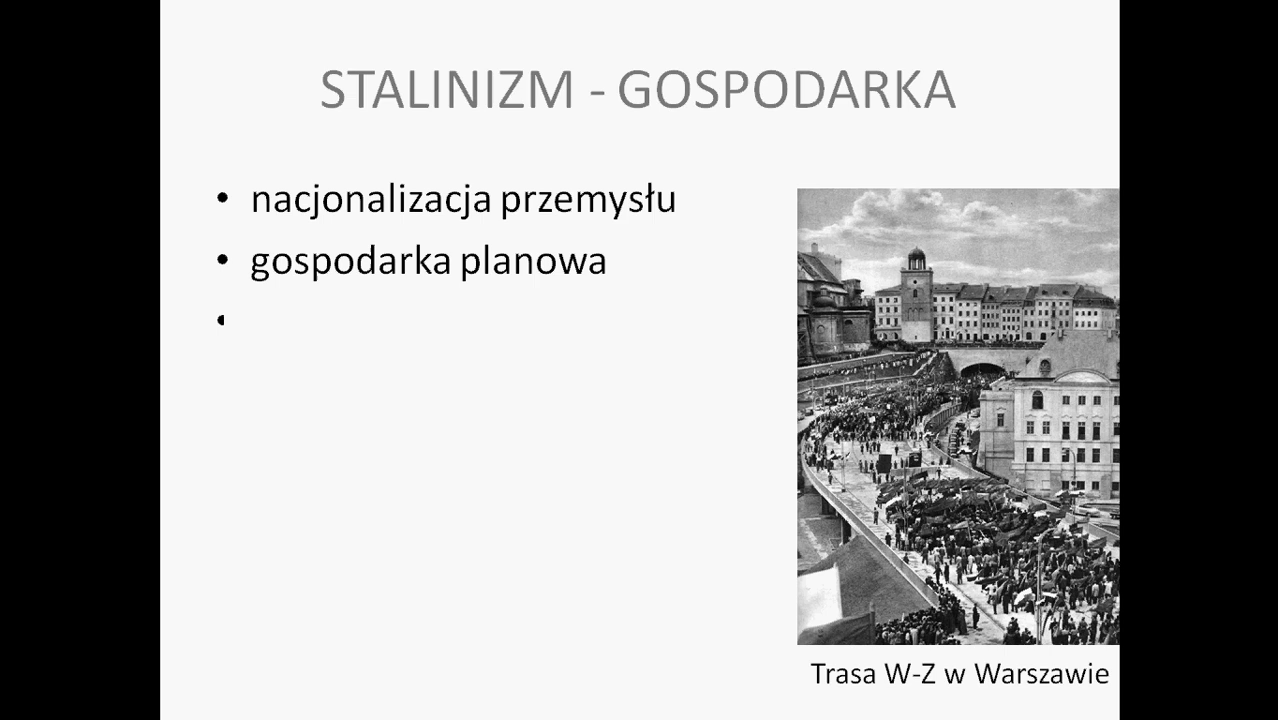 STALINIZM - GOSPODARKA
• nacjonalizacja przemysłu
• gospodarka planowa
•
Trasa W-Z w Warszawie